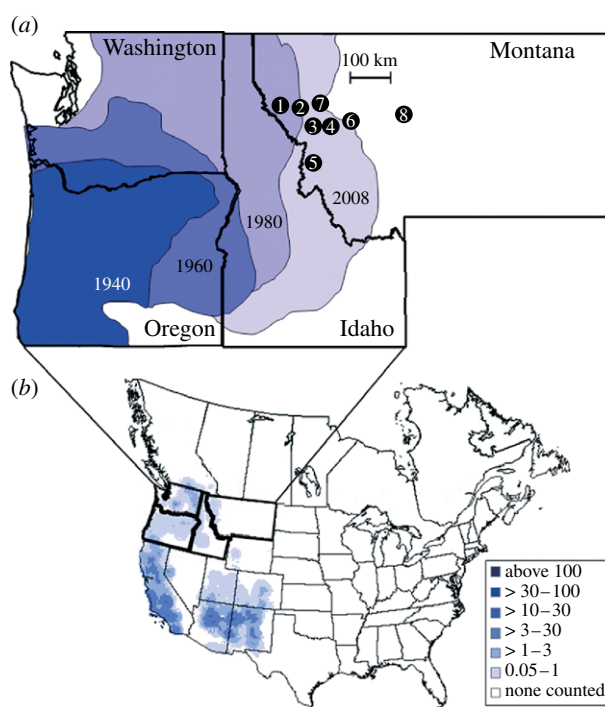 (a)
Washington
Montana
100 km
1 2 7
3 4 6 8
5
2008
1980
1960
1940
Oregon
Idaho
(b)
above 100
> 30–100
> 10–30
> 3–30
> 1–3
0.05–1
none counted